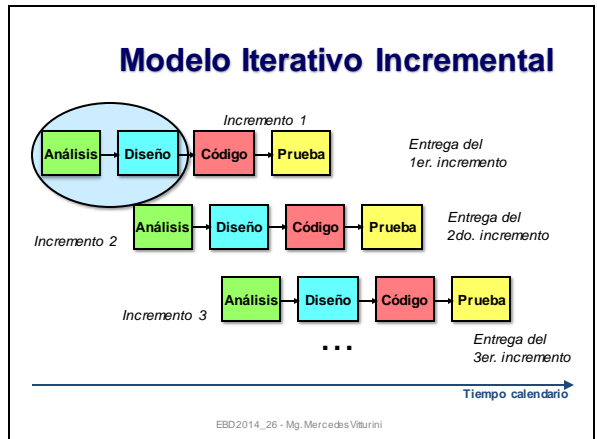 Modelo Iterativo Incremental
Incremento 1
Análisis Diseño Código Prueba
Entrega del
1er. incremento
Análisis Diseño Código Prueba
Entrega del
2do. incremento
Incremento 2
Análisis Diseño Código Prueba
Incremento 3
...
Entrega del
3er. incremento
Tiempo calendario
EBD2014_26 - Mg. Mercedes Vitturini